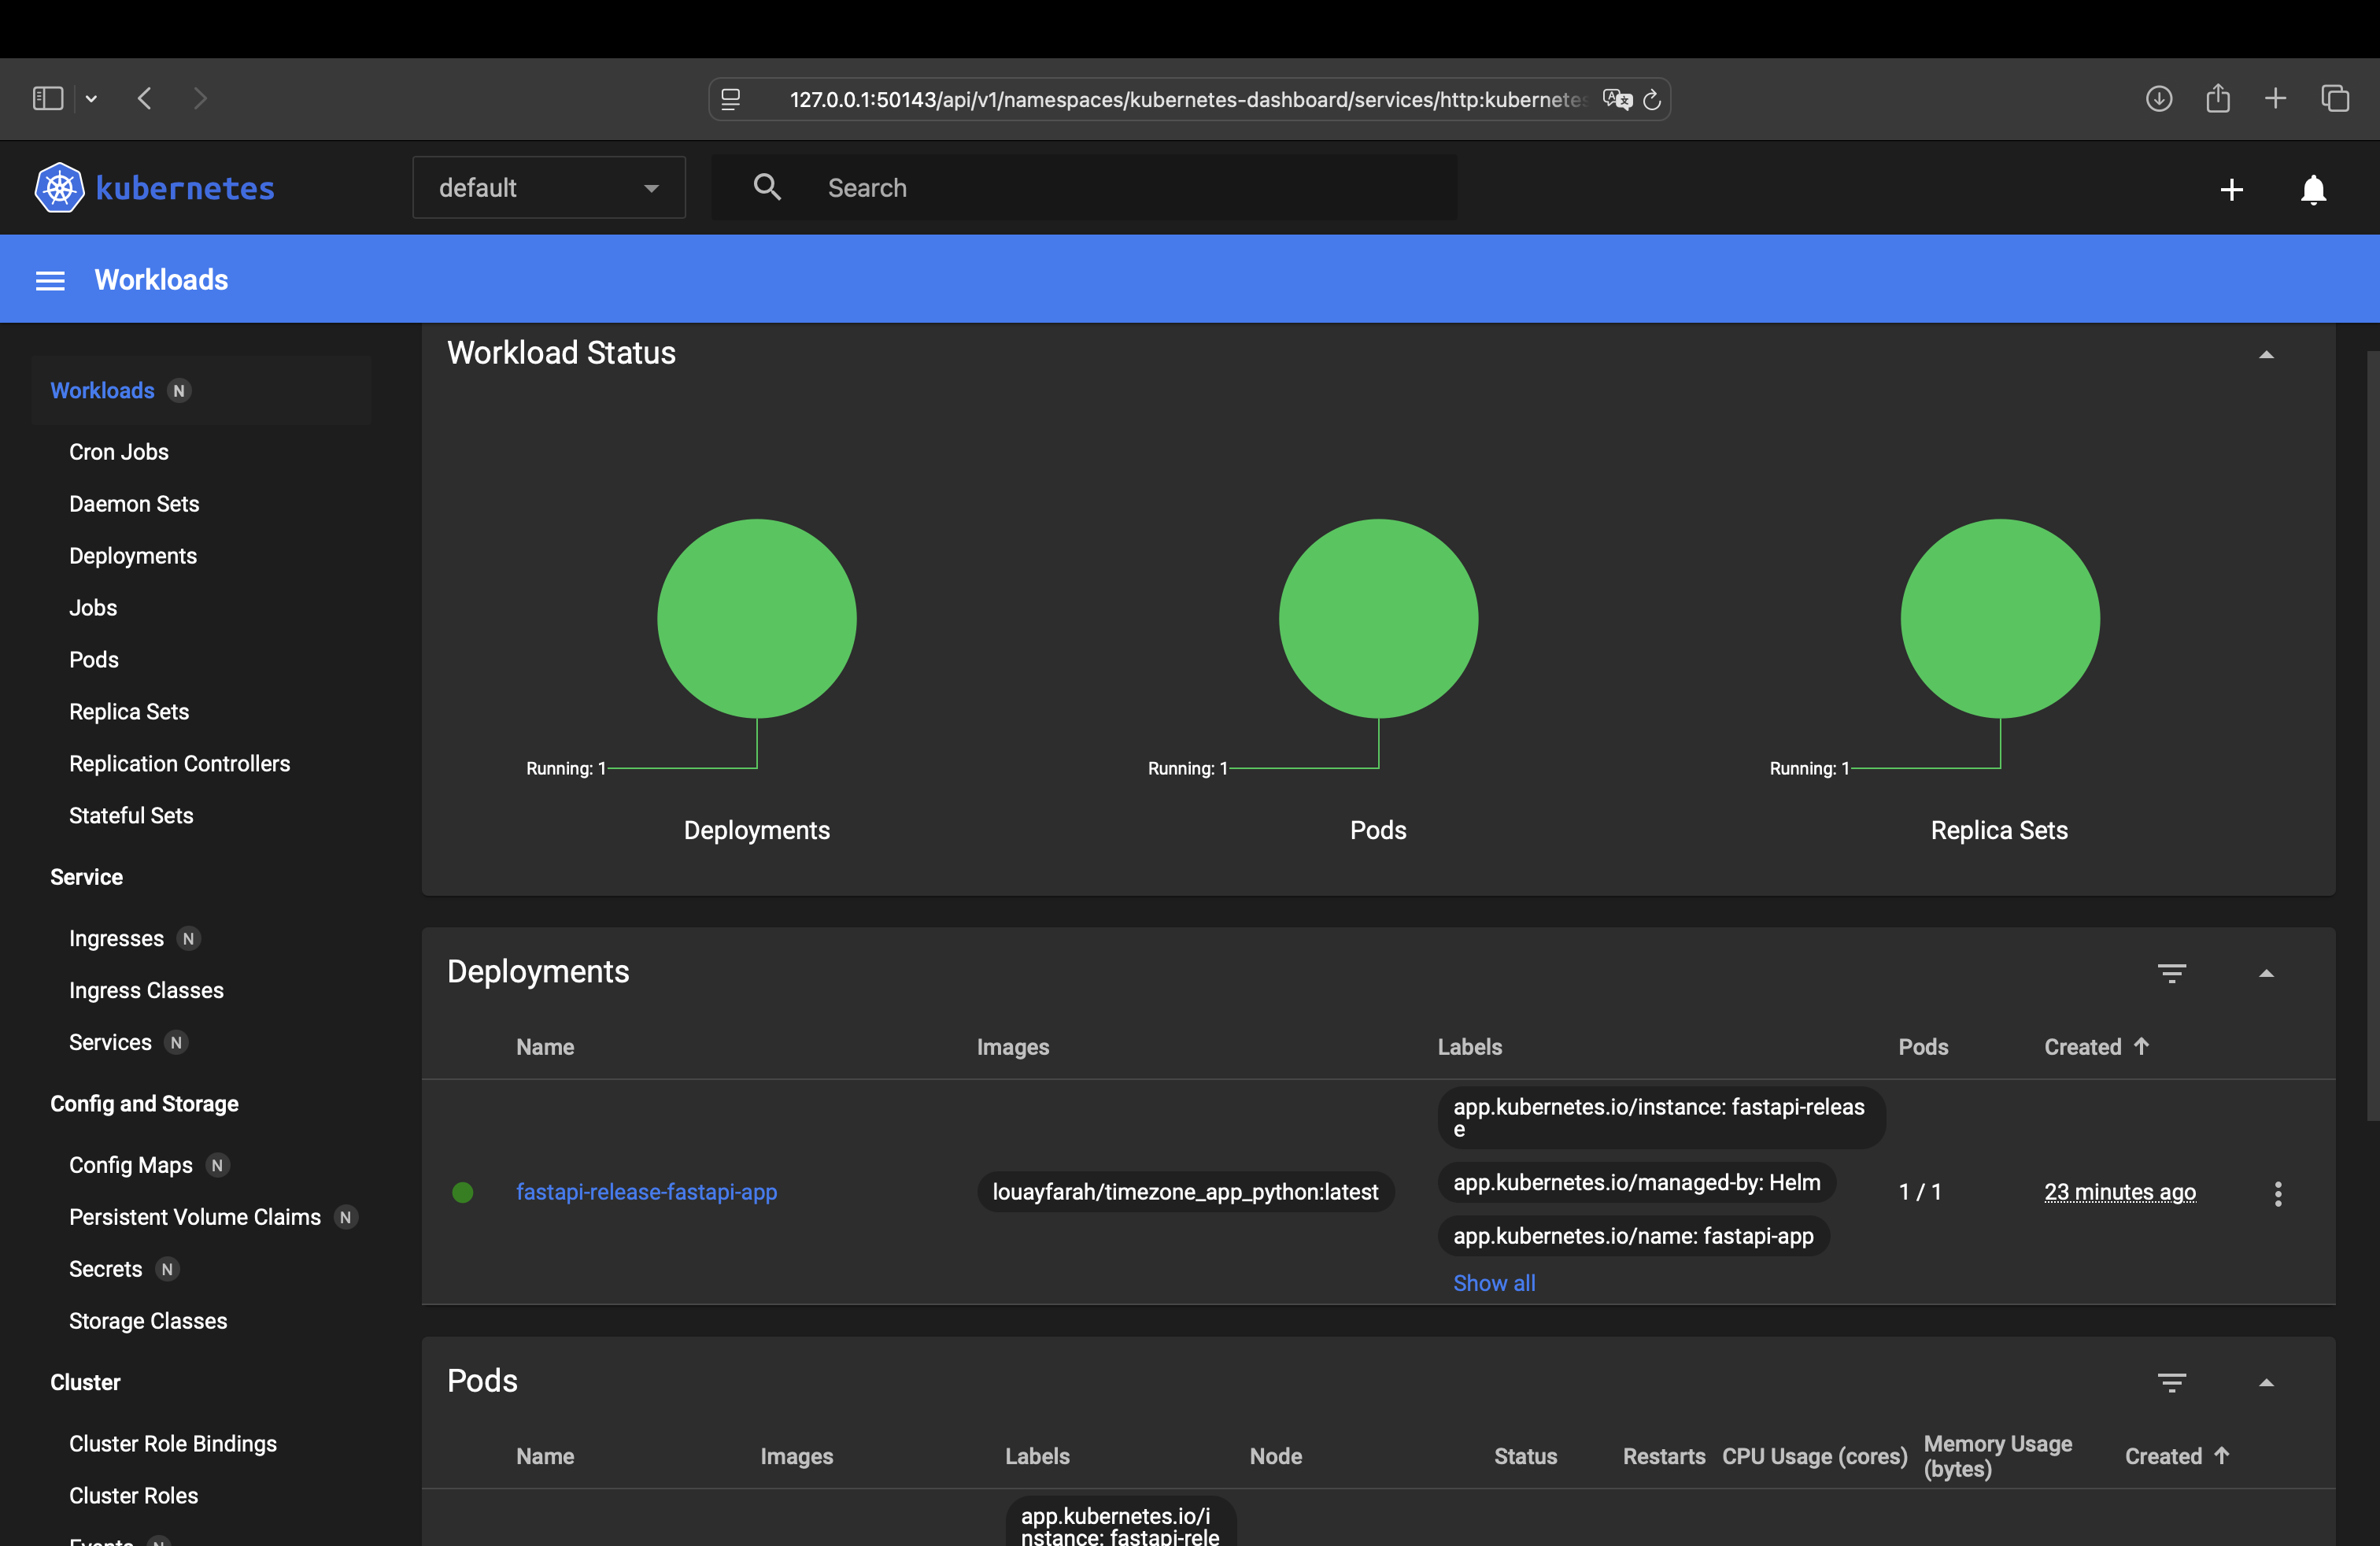 127.0.0.1:50143/api/v1/namespaces/kubernetes-dashboard/services/http:kubernetes
kubernetes
default
Search
Workloads
Workloads N
Cron Jobs
Daemon Sets
Deployments
Jobs
Pods
Replica Sets
Replication Controllers
Stateful Sets
Service
Ingresses N
Ingress Classes
Services N
Config and Storage
Config Maps N
Persistent Volume Claims N
Secrets N
Storage Classes
Cluster
Cluster Role Bindings
Cluster Roles
Events N
Workload Status
Running: 1
Deployments
Running: 1
Pods
Running: 1
Replica Sets
Deployments
Name Images Labels Pods Created
fastapi-release-fastapi-app
louayfarah/timezone_app_python:latest
app.kubernetes.io/instance: fastapi-releas
e
app.kubernetes.io/managed-by: Helm
app.kubernetes.io/name: fastapi-app
Show all
1 / 1
23 minutes ago
Pods
Name Images Labels Node Status Restarts CPU Usage (cores) Memory Usage
(bytes) Created
app.kubernetes.io/i
nstance: fastapi-rele